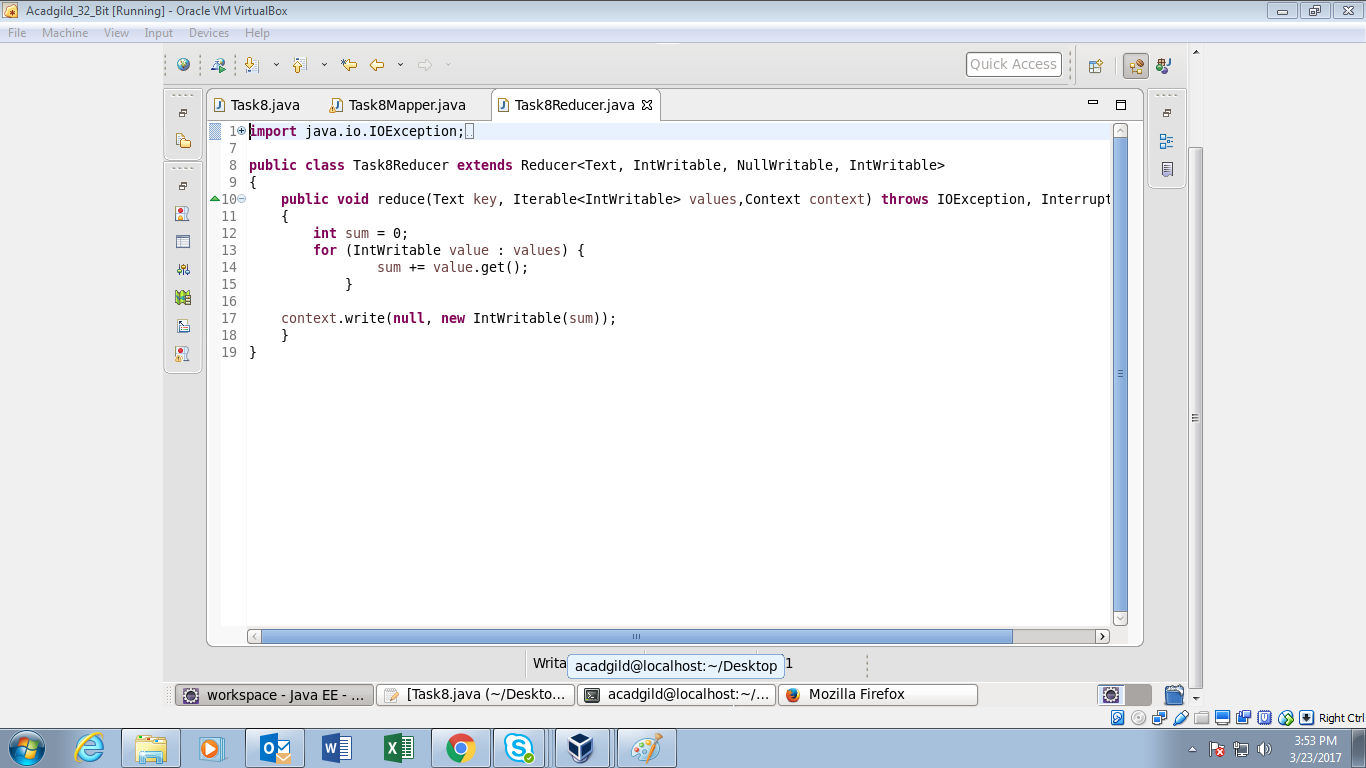 Acadgild_32_Bit [Running] - Oracle VM VirtualBox
File Machine View Input Devices Help
Quick Access
Task8.java Task8Mapper.java Task8Reducer.java
1 import java.io.IOException;
7
8 public class Task8Reducer extends Reducer<Text, IntWritable, NullWritable, IntWritable>
9 {
10 public void reduce(Text key, Iterable<IntWritable> values,Context context) throws IOException, Interrupt
11 {
12 int sum = 0;
13 for (IntWritable value : values) {
14 sum += value.get();
15 }
16
17 context.write(null, new IntWritable(sum));
18 }
19 }
Writa acadgild@localhost:~/Desktop 1
workspace - Java EE - ... [Task8.java (~/Deskto... acadgild@localhost:~/... Mozilla Firefox
Right Ctrl
3:53 PM
3/23/2017